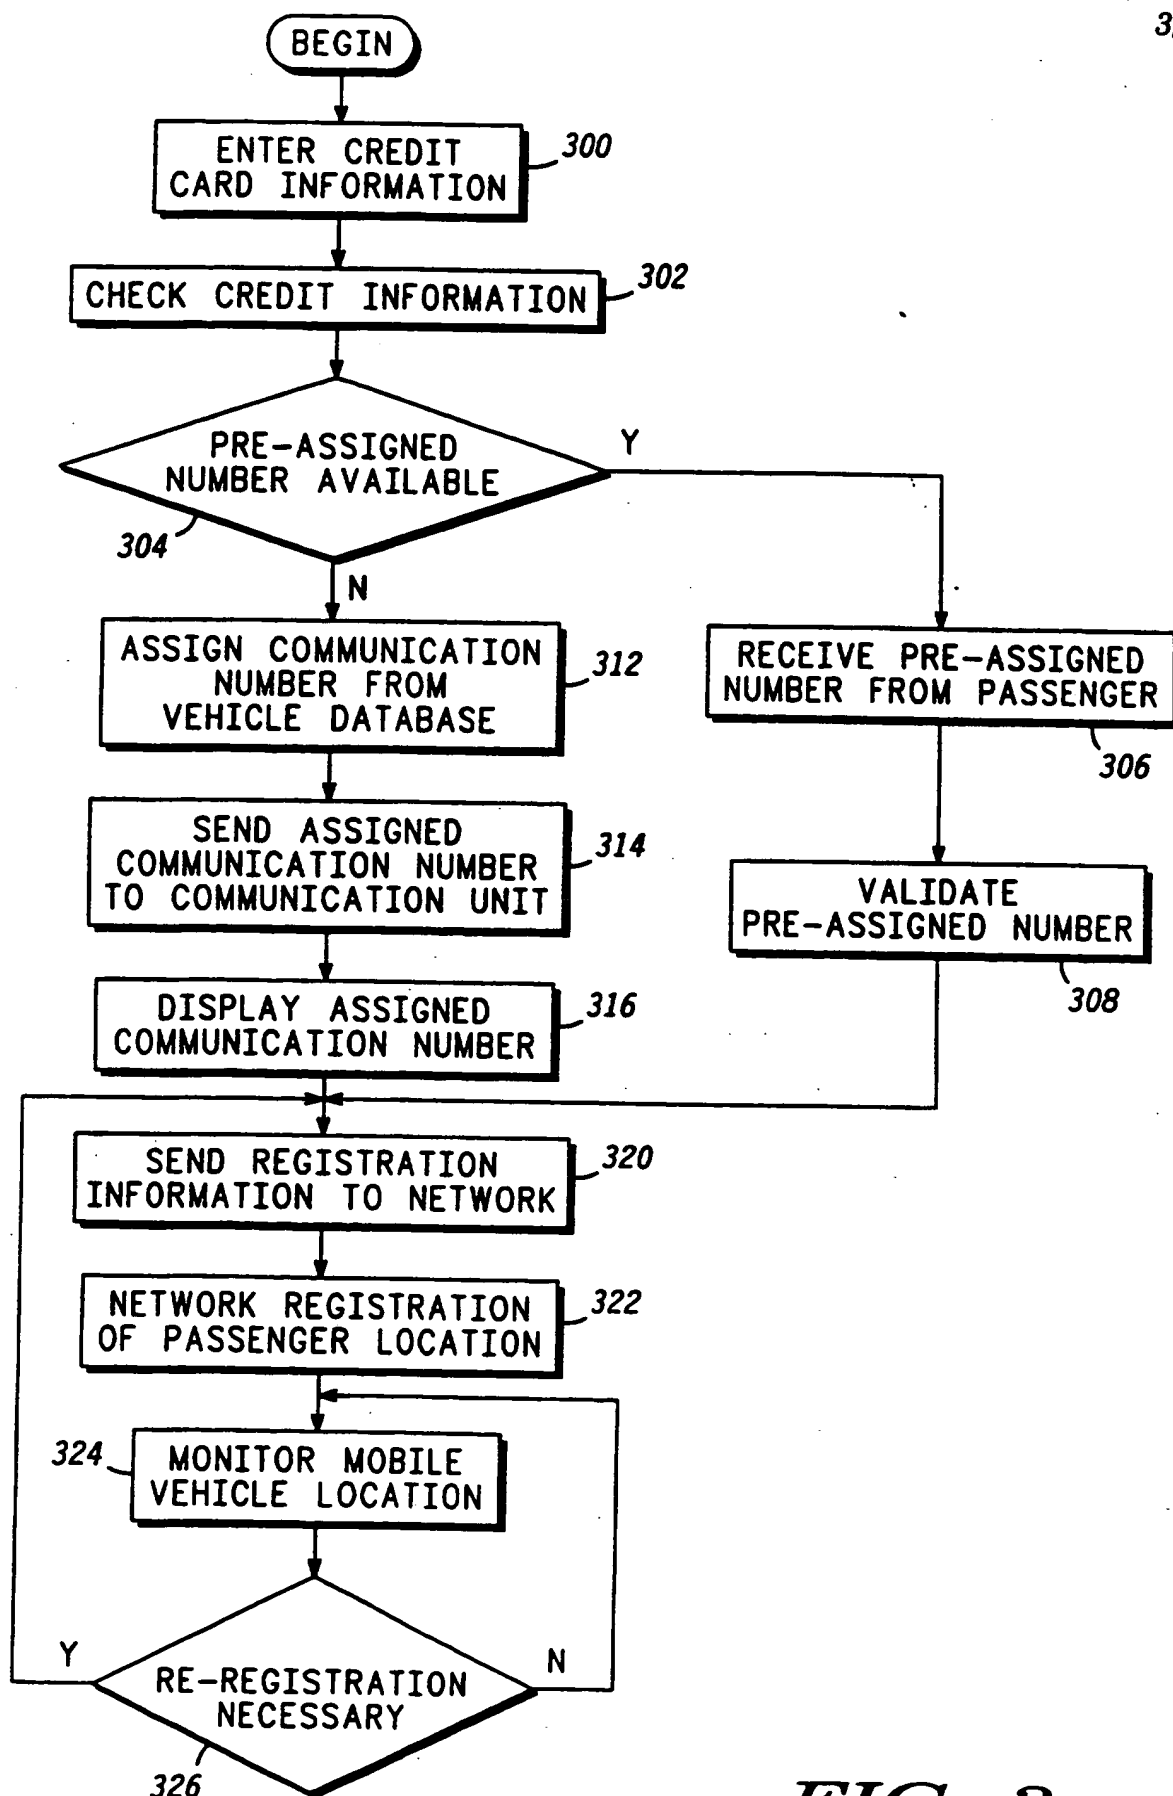 3
BEGIN
ENTER CREDIT
CARD INFORMATION
300
CHECK CREDIT INFORMATION
302
PRE-ASSIGNED
NUMBER AVAILABLE
Y
304
N
ASSIGN COMMUNICATION
NUMBER FROM
VEHICLE DATABASE
312
RECEIVE PRE-ASSIGNED
NUMBER FROM PASSENGER
306
SEND ASSIGNED
COMMUNICATION NUMBER
TO COMMUNICATION UNIT
314
VALIDATE
PRE-ASSIGNED NUMBER
308
DISPLAY ASSIGNED
COMMUNICATION NUMBER
316
SEND REGISTRATION
INFORMATION TO NETWORK
320
NETWORK REGISTRATION
OF PASSENGER LOCATION
322
324
MONITOR MOBILE
VEHICLE LOCATION
Y
N
RE-REGISTRATION
NECESSARY
326